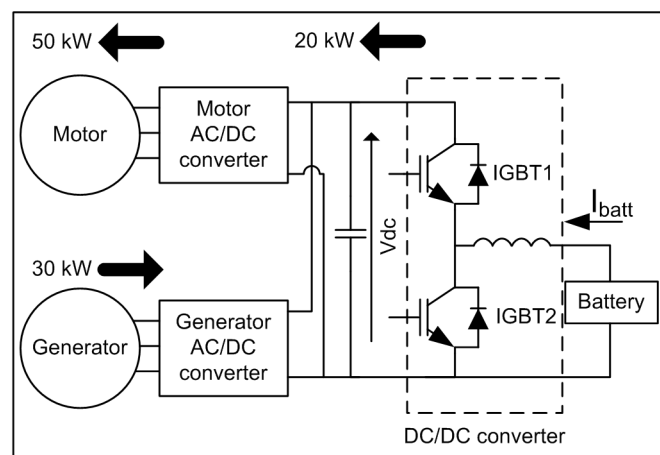 50 kW
20 kW
Motor
Motor
AC/DC
converter
IGBT1
Ibatt
Vdc
30 kW
Generator
Generator
AC/DC
converter
IGBT2
Battery
DC/DC converter